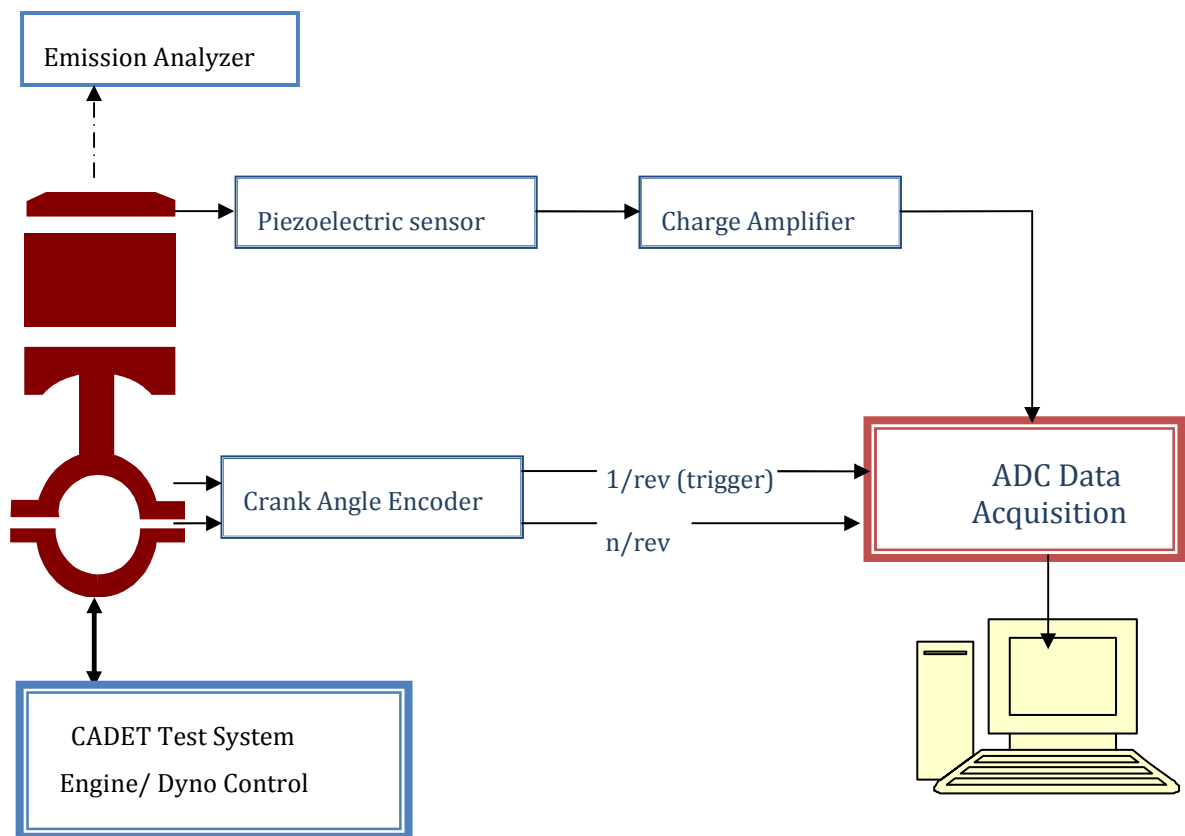 Emission Analyzer
Piezoelectric sensor
Charge Amplifier
Crank Angle Encoder
1/rev (trigger)
n/rev
ADC Data
Acquisition
CADET Test System
Engine/ Dyno Control